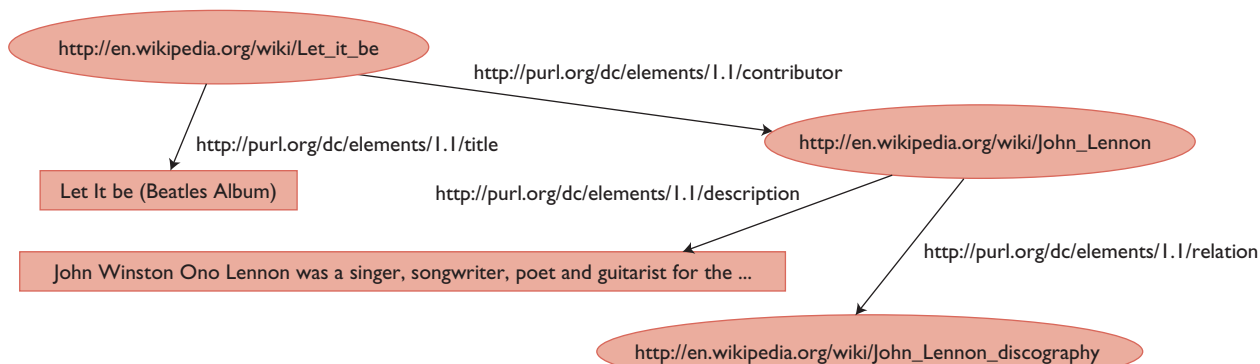 http://en.wikipedia.org/wiki/Let_it_be
http://purl.org/dc/elements/1.1/contributor
http://purl.org/dc/elements/1.1/title
http://en.wikipedia.org/wiki/John_Lennon
Let It be (Beatles Album)
http://purl.org/dc/elements/1.1/description
http://purl.org/dc/elements/1.1/relation
John Winston Ono Lennon was a singer, songwriter, poet and guitarist for the ...
http://en.wikipedia.org/wiki/John_Lennon_discography